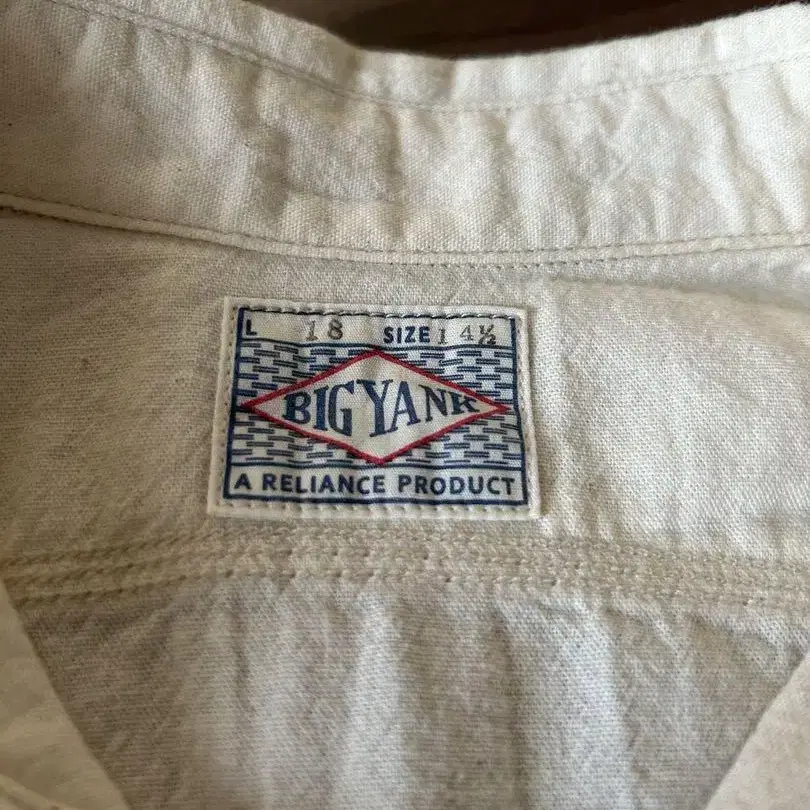 L 18 SIZE 14½
BIG YANK
A RELIANCE PRODUCT